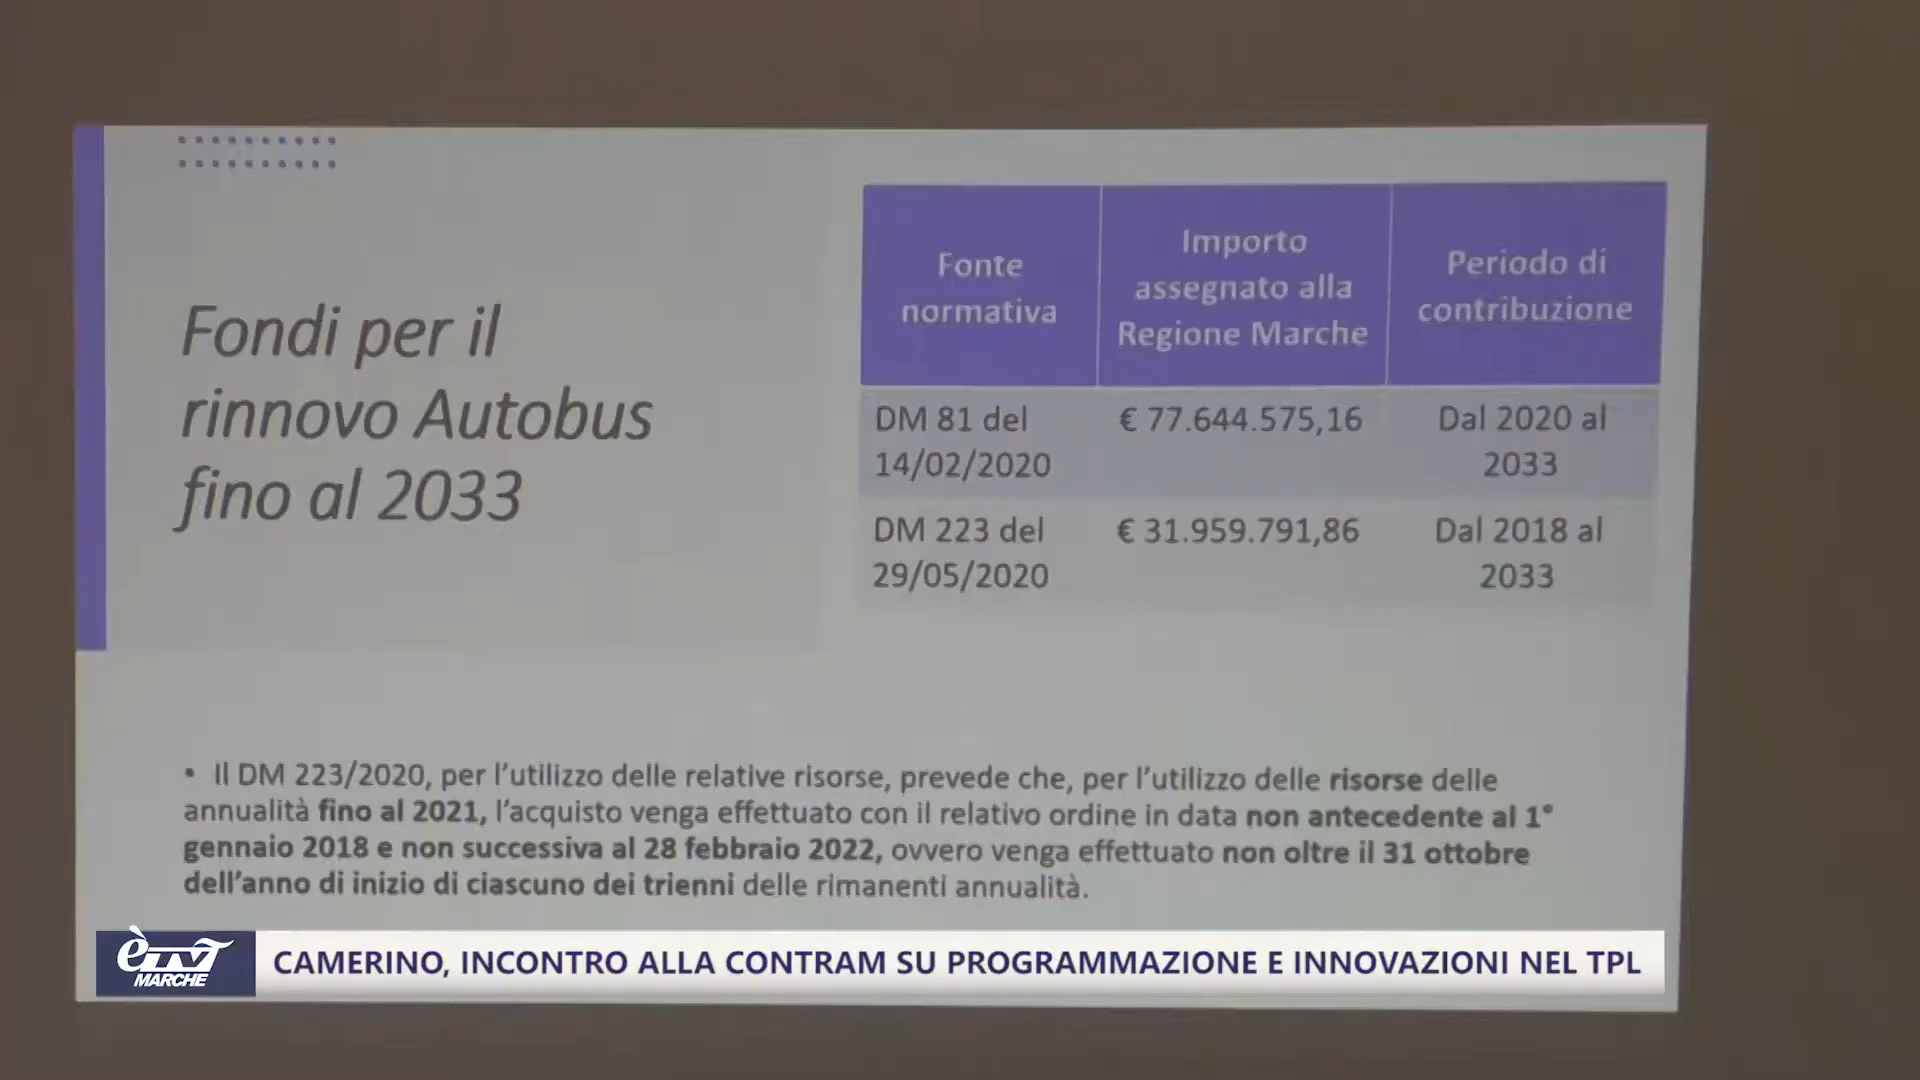 Fondi per il
rinnovo Autobus
fino al 2033
Fonte
normativa
Importo
assegnato alla
Regione Marche
Periodo di
contribuzione
DM 81 del
14/02/2020
€ 77.644.575,16
Dal 2020 al
2033
DM 223 del
29/05/2020
€ 31.959.791,86
Dal 2018 al
2033
• Il DM 223/2020, per l'utilizzo delle relative risorse, prevede che, per l'utilizzo delle risorse delle
annualità fino al 2021, l'acquisto venga effettuato con il relativo ordine in data non antecedente al 1°
gennaio 2018 e non successiva al 28 febbraio 2022, ovvero venga effettuato non oltre il 31 ottobre
dell'anno di inizio di ciascuno dei trienni delle rimanenti annualità.
èTV
MARCHE
CAMERINO, INCONTRO ALLA CONTRAM SU PROGRAMMAZIONE E INNOVAZIONI NEL TPL